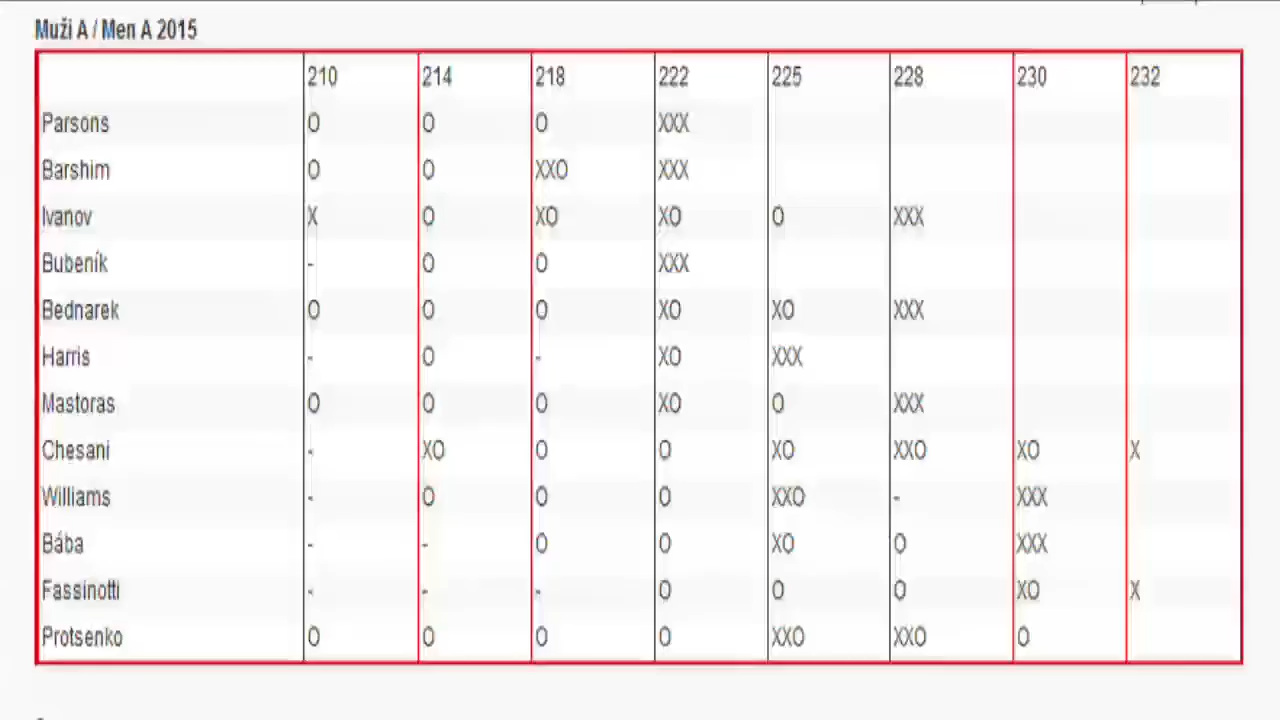 Muži A / Men A 2015
210 214 218 222 225 228 230 232
Parsons O O O XXX
Barshim O O XXO XXX
Ivanov X O XO XO O XXX
Bubeník - O O XXX
Bednarek O O O XO XO XXX
Harris - O - XO XXX
Mastoras O O O XO O XXX
Chesani - XO O O XO XXO XO X
Williams - O O O XXO - XXX
Bába - - O O XO O XXX
Fassinotti - - - O O O XO X
Protsenko O O O O XXO XXO O